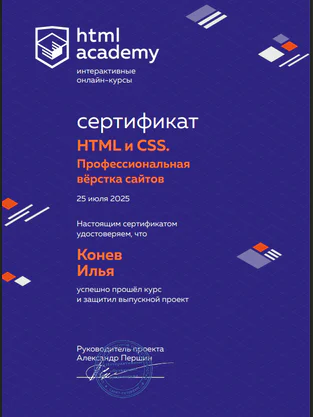 html
academy
интерактивные
онлайн-курсы
сертификат
HTML и CSS.
Профессиональная
вёрстка сайтов
25 июля 2025
Настоящим сертификатом
удостоверяем, что
Конев
Илья
успешно прошёл курс
и защитил выпускной проект
Руководитель проекта
Александр Першин